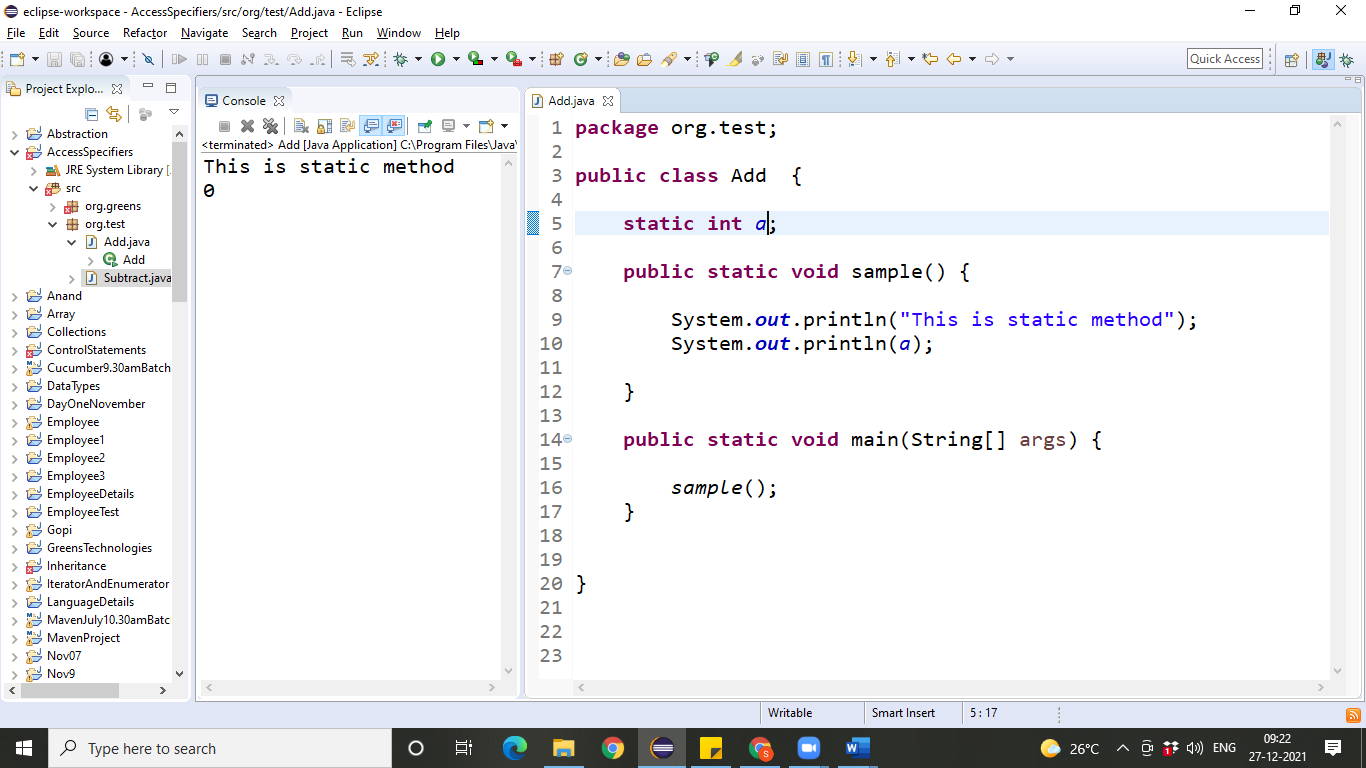 eclipse-workspace - AccessSpecifiers/src/org/test/Add.java - Eclipse
File Edit Source Refactor Navigate Search Project Run Window Help
Quick Access
Project Explo...
Abstraction
AccessSpecifiers
JRE System Library [
src
org.greens
org.test
Add.java
Add
Subtract.java
Anand
Array
Collections
ControlStatements
Cucumber9.30amBatch
DataTypes
DayOneNovember
Employee
Employee1
Employee2
Employee3
EmployeeDetails
EmployeeTest
Gopi
GreensTechnologies
Inheritance
IteratorAndEnumerator
LanguageDetails
MavenJuly10.30amBatc
MavenProject
Nov07
Nov9
Console
<terminated> Add [Java Application] C:\Program Files\Java\
This is static method
0
Add.java
1 package org.test;
2
3 public class Add {
4
5 static int a;
6
7 public static void sample() {
8
9 System.out.println("This is static method");
10 System.out.println(a);
11
12 }
13
14 public static void main(String[] args) {
15
16 sample();
17 }
18
19
20 }
21
22
23
Writable Smart Insert 5 : 17
Type here to search
26°C ENG
09:22
27-12-2021